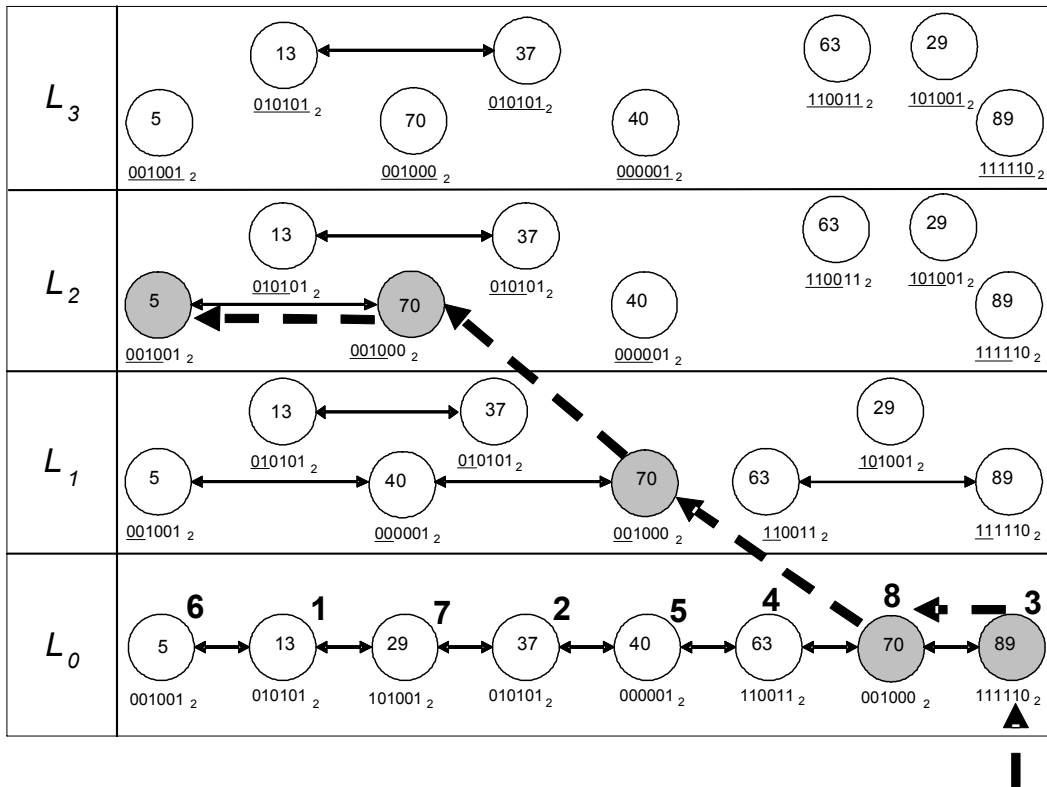 13 37 63 29
L3
5 70 40 89
010101 2 010101 2 110011 2 101001 2
001001 2 001000 2 000001 2 111110 2
13 37 63 29
L2
5 70 40 89
010101 2 010101 2 110011 2 101001 2
001001 2 001000 2 000001 2 111110 2
13 37 29
L1
010101 2 010101 2 101001 2
5 40 70 63 89
001001 2 000001 2 001000 2 110011 2 111110 2
6 1 7 2 5 4 8 3
L0
5 13 29 37 40 63 70 89
001001 2 010101 2 101001 2 010101 2 000001 2 110011 2 001000 2 111110 2